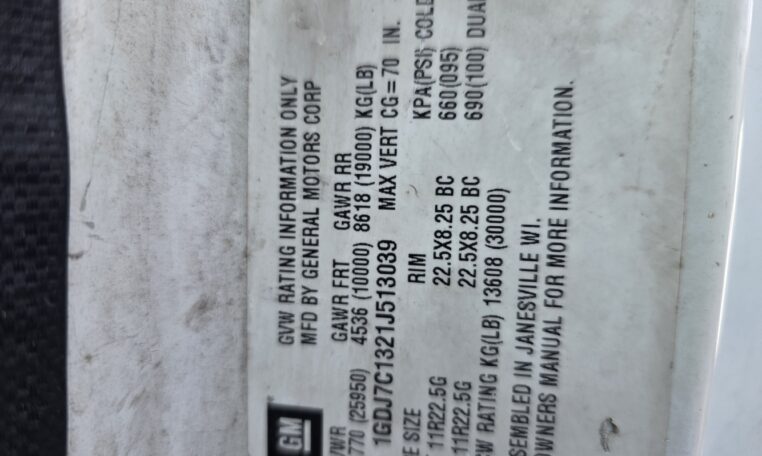 GM
GVW RATING INFORMATION ONLY
MFD BY GENERAL MOTORS CORP
VWR GAWR FRT GAWR RR
770 (25950) 4536 (10000) 8618 (19000) KG(LB)
1GDJ7C1321J513039 MAX VERT CG=70 IN.
E SIZE RIM KPA(PSI) COLD
11R22.5G 22.5X8.25 BC 660(095)
11R22.5G 22.5X8.25 BC 690(100) DUAL
VW RATING KG(LB) 13608 (30000)
SEMBLED IN JANESVILLE WI.
OWNERS MANUAL FOR MORE INFORMATION.